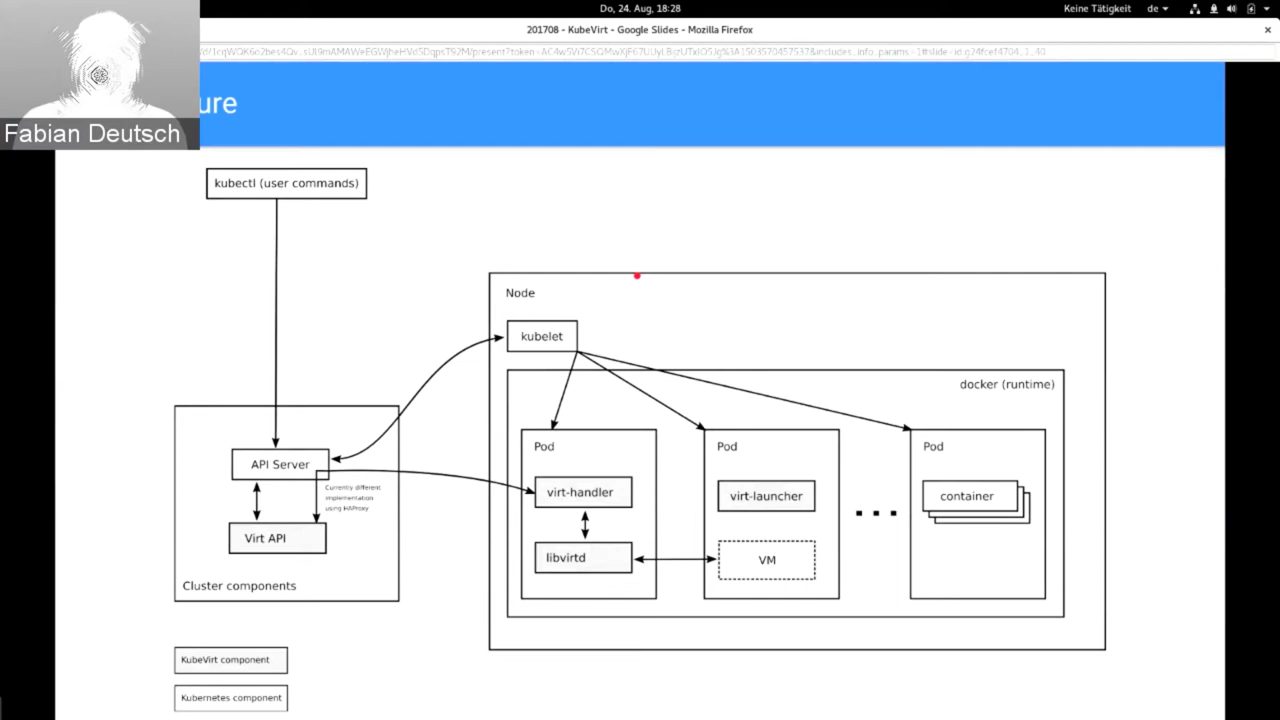 Do, 24. Aug, 18:28
Keine Tätigkeit
de
201708 - KubeVirt - Google Slides - Mozilla Firefox
Fabian Deutsch
ure
kubectl (user commands)
Node
kubelet
docker (runtime)
Pod
Pod
Pod
virt-handler
virt-launcher
container
libvirtd
VM
API Server
Currently different
implementation
using HAProxy
Virt API
Cluster components
KubeVirt component
Kubernetes component